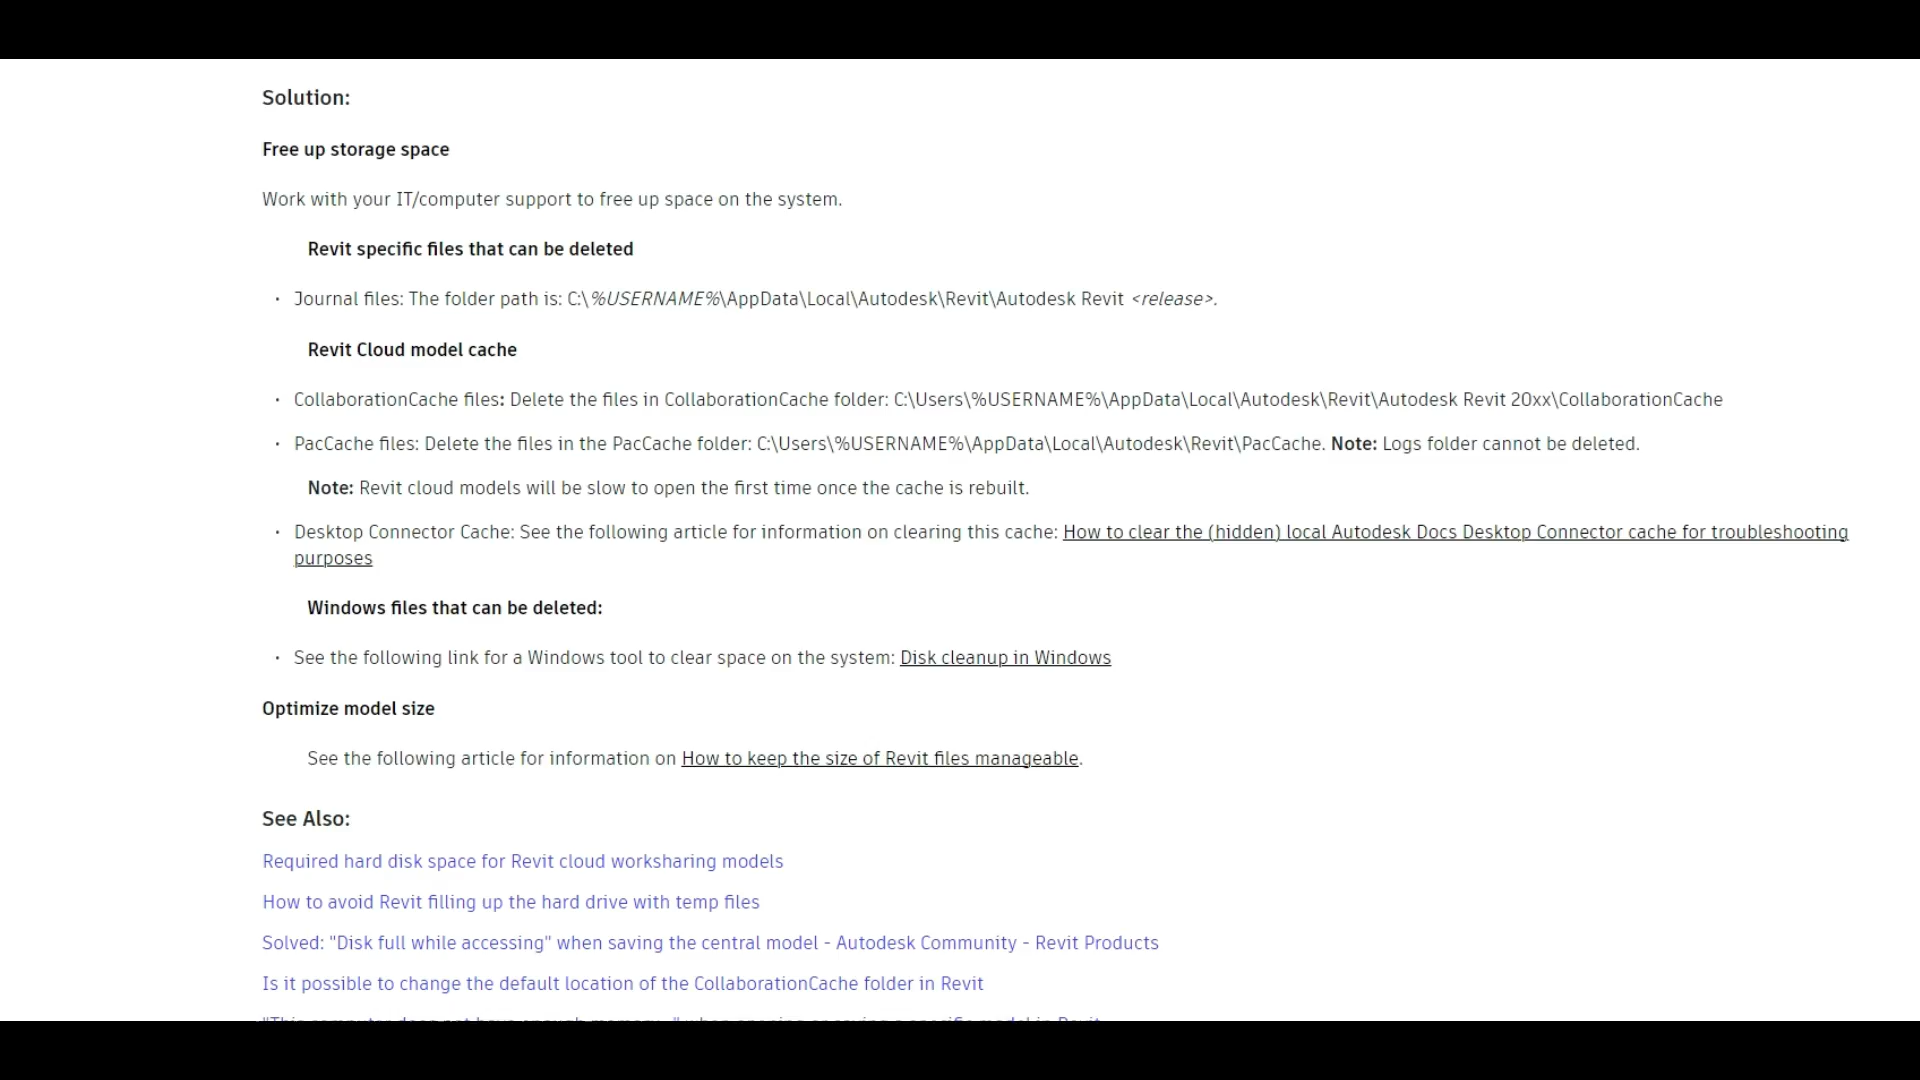 Solution:
Free up storage space
Work with your IT/computer support to free up space on the system.
Revit specific files that can be deleted
• Journal files: The folder path is: C:\%USERNAME%\AppData\Local\Autodesk\Revit\Autodesk Revit <release>.
Revit Cloud model cache
• CollaborationCache files: Delete the files in CollaborationCache folder: C:\Users\%USERNAME%\AppData\Local\Autodesk\Revit\Autodesk Revit 20xx\CollaborationCache
• PacCache files: Delete the files in the PacCache folder: C:\Users\%USERNAME%\AppData\Local\Autodesk\Revit\PacCache. Note: Logs folder cannot be deleted.
Note: Revit cloud models will be slow to open the first time once the cache is rebuilt.
• Desktop Connector Cache: See the following article for information on clearing this cache: How to clear the (hidden) local Autodesk Docs Desktop Connector cache for troubleshooting
purposes
Windows files that can be deleted:
• See the following link for a Windows tool to clear space on the system: Disk cleanup in Windows
Optimize model size
See the following article for information on How to keep the size of Revit files manageable.
See Also:
Required hard disk space for Revit cloud worksharing models
How to avoid Revit filling up the hard drive with temp files
Solved: "Disk full while accessing" when saving the central model - Autodesk Community - Revit Products
Is it possible to change the default location of the CollaborationCache folder in Revit